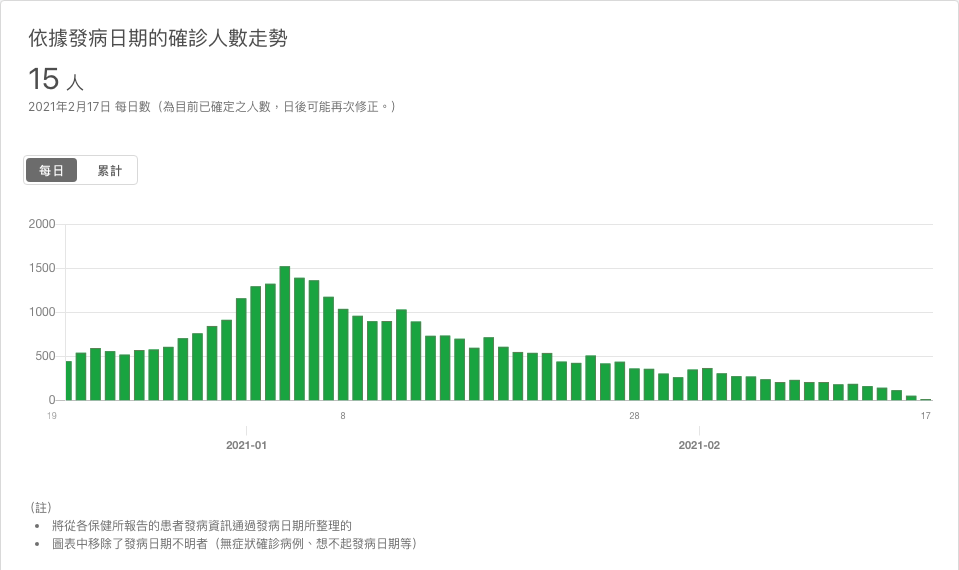 依據發病日期的確診人數走勢
15 人
2021年2月17日 每日數（為目前已確定之人數，日後可能再次修正。）
每日 累計
2000
1500
1000
500
0
19 8 28 17
2021-01 2021-02
（註）
• 將從各保健所報告的患者發病資訊通過發病日期所整理的
• 圖表中移除了發病日期不明者（無症狀確診病例、想不起發病日期等）